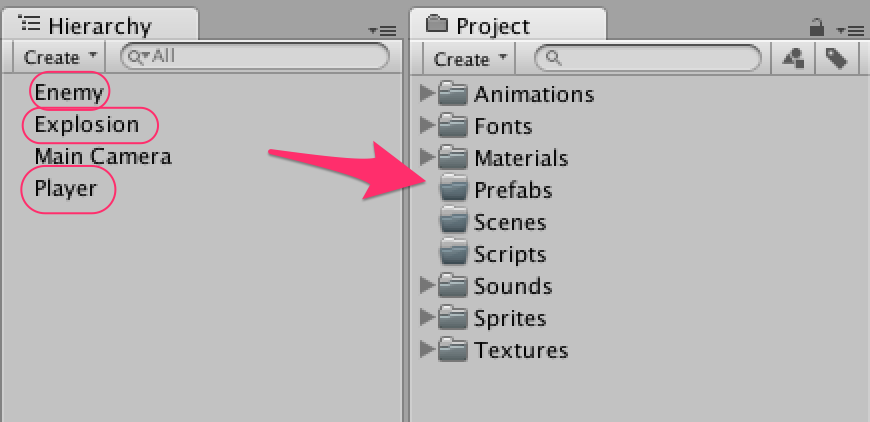 Hierarchy
Create
All
Enemy
Explosion
Main Camera
Player
Project
Create
Animations
Fonts
Materials
Prefabs
Scenes
Scripts
Sounds
Sprites
Textures